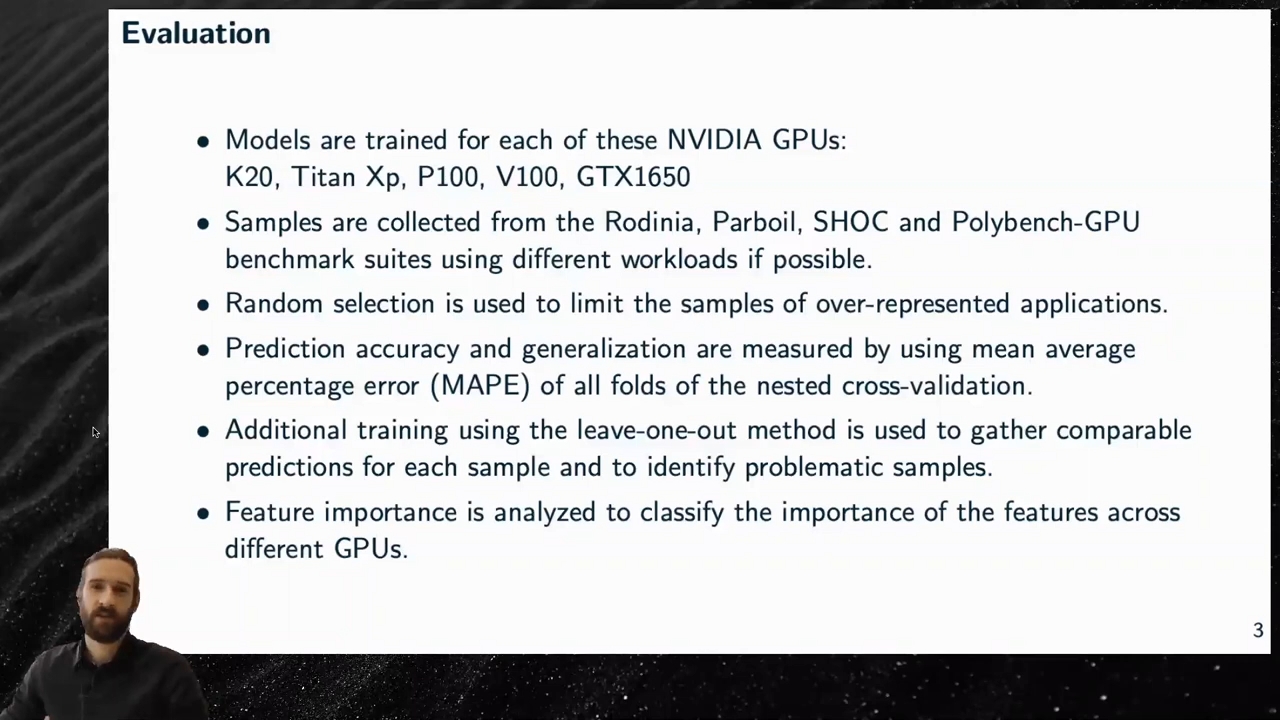 Evaluation
• Models are trained for each of these NVIDIA GPUs:
K20, Titan Xp, P100, V100, GTX1650
• Samples are collected from the Rodinia, Parboil, SHOC and Polybench-GPU
benchmark suites using different workloads if possible.
• Random selection is used to limit the samples of over-represented applications.
• Prediction accuracy and generalization are measured by using mean average
percentage error (MAPE) of all folds of the nested cross-validation.
• Additional training using the leave-one-out method is used to gather comparable
predictions for each sample and to identify problematic samples.
• Feature importance is analyzed to classify the importance of the features across
different GPUs.
3